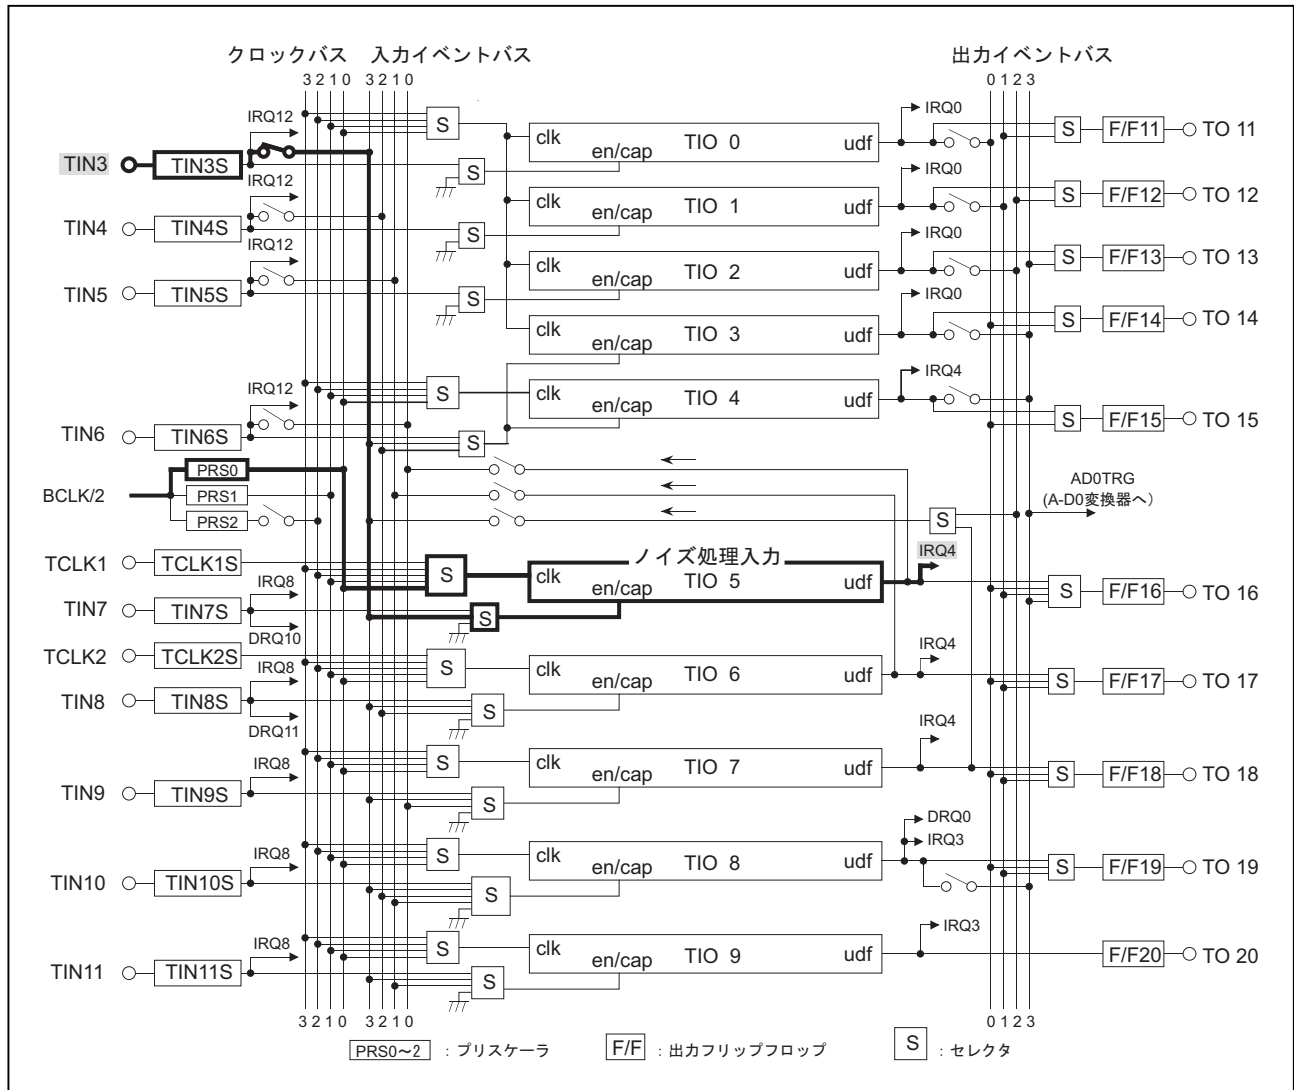 クロックバス 入力イベントバス 出力イベントバス
3 2 1 0 3 2 1 0 0 1 2 3
IRQ12 S IRQ0 S F/F11 TO 11
clk TIO 0 udf
en/cap
TIN3 TIN3S S
IRQ12 IRQ0
clk TIO 1 udf S F/F12 TO 12
en/cap
TIN4 TIN4S S
IRQ12 IRQ0
clk TIO 2 udf S F/F13 TO 13
en/cap
TIN5 TIN5S S
IRQ0
clk TIO 3 udf S F/F14 TO 14
en/cap
IRQ12 S IRQ4
clk TIO 4 udf
en/cap S F/F15 TO 15
TIN6 TIN6S S
PRS0
BCLK/2 PRS1
PRS2
AD0TRG
(A-D0変換器へ)
S
TCLK1 TCLK1S
ノイズ処理入力 IRQ4
S clk TIO 5 udf
en/cap S F/F16 TO 16
IRQ8
TIN7 TIN7S S
DRQ10
TCLK2 TCLK2S
IRQ8 S IRQ4
clk TIO 6 udf S F/F17 TO 17
en/cap
TIN8 TIN8S S
DRQ11
IRQ4
IRQ8 S
clk TIO 7 udf S F/F18 TO 18
en/cap
TIN9 TIN9S S
DRQ0
IRQ3
IRQ8 S
clk TIO 8 udf S F/F19 TO 19
en/cap
TIN10 TIN10S S
IRQ3
IRQ8 S
clk TIO 9 udf F/F20 TO 20
en/cap
TIN11 TIN11S S
3 2 1 0 3 2 1 0 0 1 2 3
PRS0～2 : プリスケーラ F/F : 出力フリップフロップ S : セレクタ